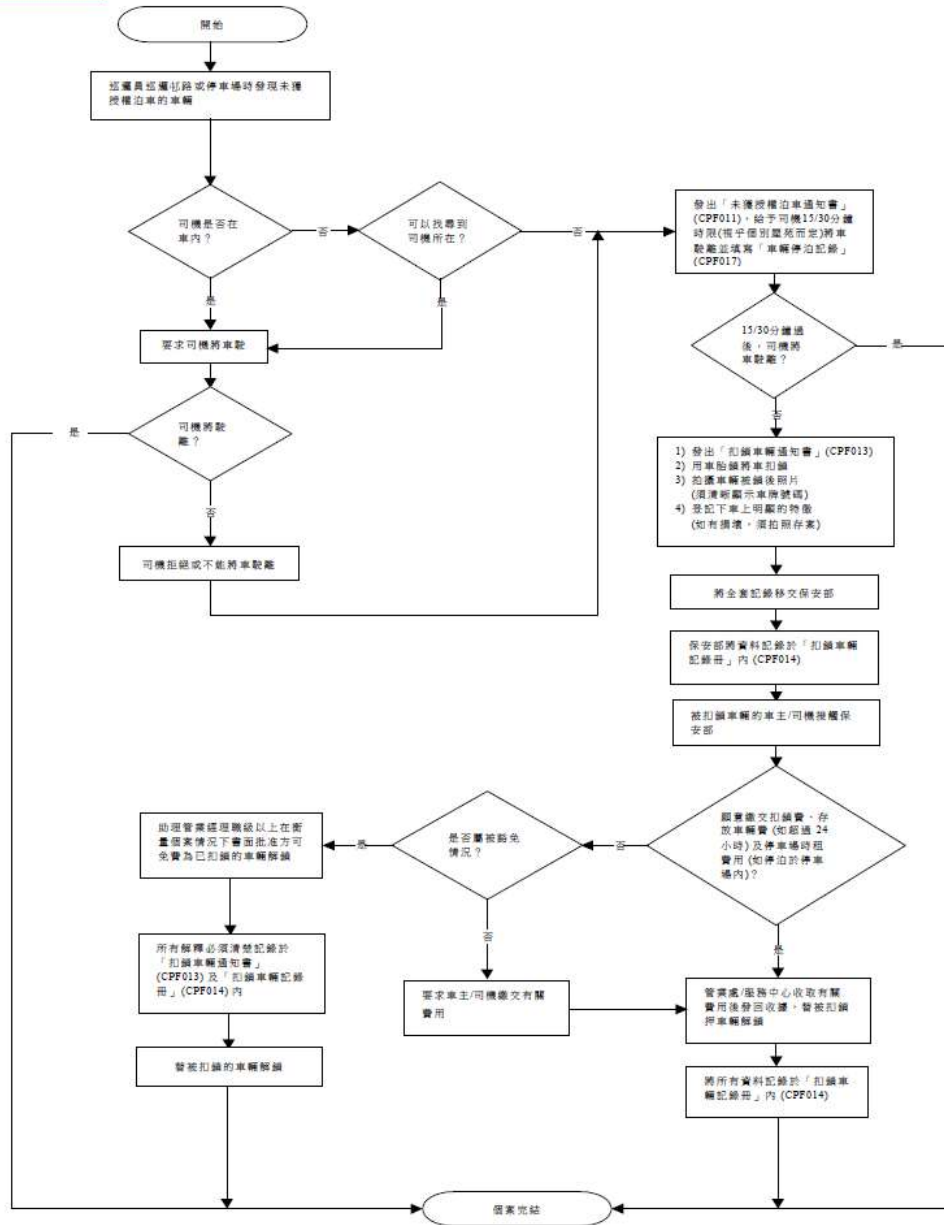 開始
巡邏員巡邏邨路或停車場時發現未獲
授權泊車的車輛
司機是否在
車內？
否
可以找尋到
司機所在？
否
發出「未獲授權泊車通知書」
(CPF011)，給予司機15/30分鐘
時限(視乎個別屋苑而定)將車
駛離並填寫「車輛停泊記錄」
(CPF017)
是
是
要求司機將車駛
15/30分鐘過
後，司機將
車駛離？
是
司機將駛
離？
是
否
否
司機拒絕或不能將車駛離
1) 發出「扣鎖車輛通知書」(CPF013)
2) 用車胎鎖將車扣鎖
3) 拍攝車輛被鎖後照片
(須清晰顯示車牌號碼)
4) 登記下車上明顯的特徵
(如有損壞，須拍照存案)
將全套記錄移交保安部
保安部將資料記錄於「扣鎖車輛
記錄冊」內 (CPF014)
被扣鎖車輛的車主/司機接觸保
安部
願意繳交扣鎖費、存
放車輛費 (如超過 24
小時) 及停車場時租
費用 (如停泊於停車
場內)？
否
是否屬被豁免
情況？
是
助理管業經理職級以上在衡
量個案情況下書面批准方可
免費為已扣鎖的車輛解鎖
否
是
所有解釋必須清楚記錄於
「扣鎖車輛通知書」
(CPF013) 及「扣鎖車輛記錄
冊」(CPF014) 內
要求車主/司機繳交有關
費用
管業處/服務中心收取有關
費用後發回收據，替被扣鎖
押車輛解鎖
替被扣鎖的車輛解鎖
將所有資料記錄於「扣鎖車
輛記錄冊」內 (CPF014)
個案完結